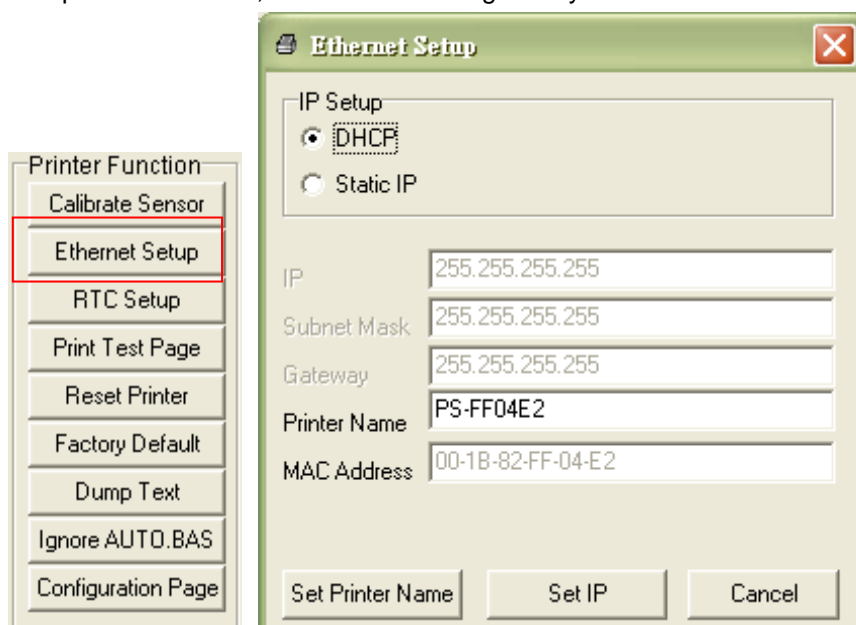 Printer Function
Calibrate Sensor
Ethernet Setup
RTC Setup
Print Test Page
Reset Printer
Factory Default
Dump Text
Ignore AUTO.BAS
Configuration Page
Ethernet Setup
IP Setup
DHCP
Static IP
IP 255.255.255.255
Subnet Mask 255.255.255.255
Gateway 255.255.255.255
Printer Name PS-FF04E2
MAC Address 00-1B-82-FF-04-E2
Set Printer Name Set IP Cancel